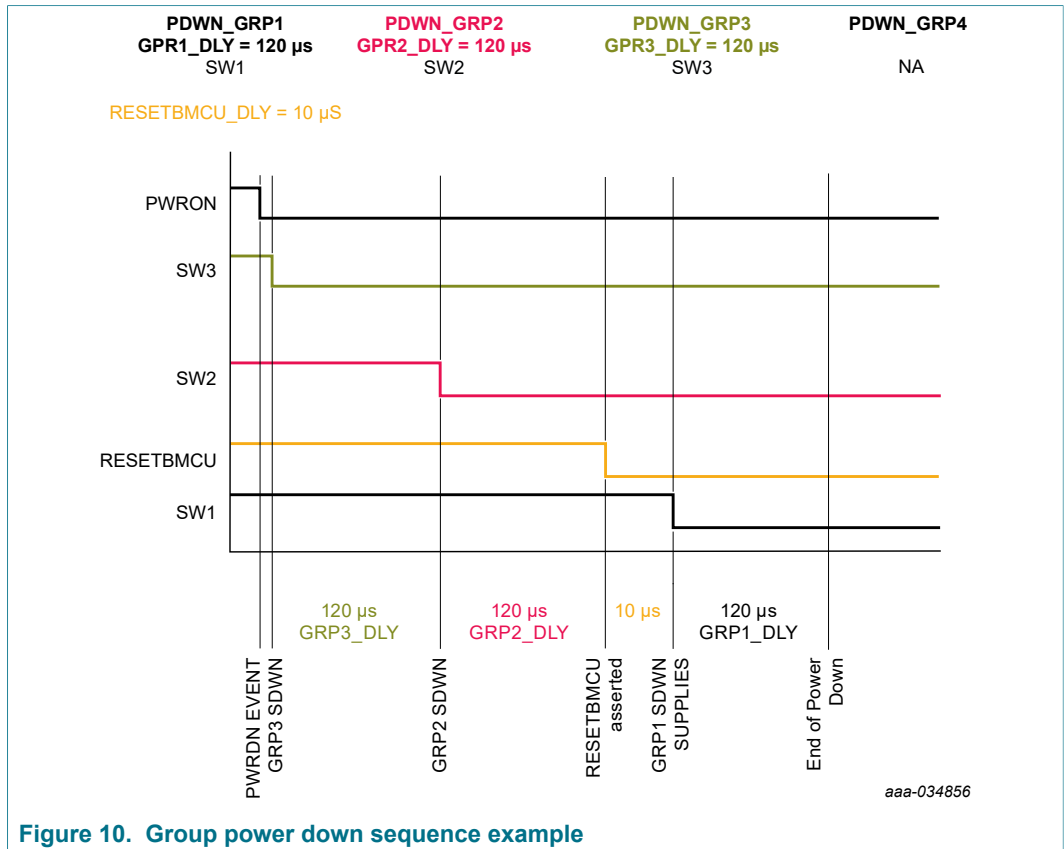 PDWN_GRP1
GPR1_DLY = 120 µs
SW1
PDWN_GRP2
GPR2_DLY = 120 µs
SW2
PDWN_GRP3
GPR3_DLY = 120 µs
SW3
PDWN_GRP4
NA
RESETBMCU_DLY = 10 µS
PWRON
SW3
SW2
RESETBMCU
SW1
120 µs
GRP3_DLY
120 µs
GRP2_DLY
10 µs
120 µs
GRP1_DLY
PWRDN EVENT
GRP3 SDWN
GRP2 SDWN
RESETBMCU
asserted
GRP1 SDWN
SUPPLIES
End of Power
Down
aaa-034856
Figure 10. Group power down sequence example